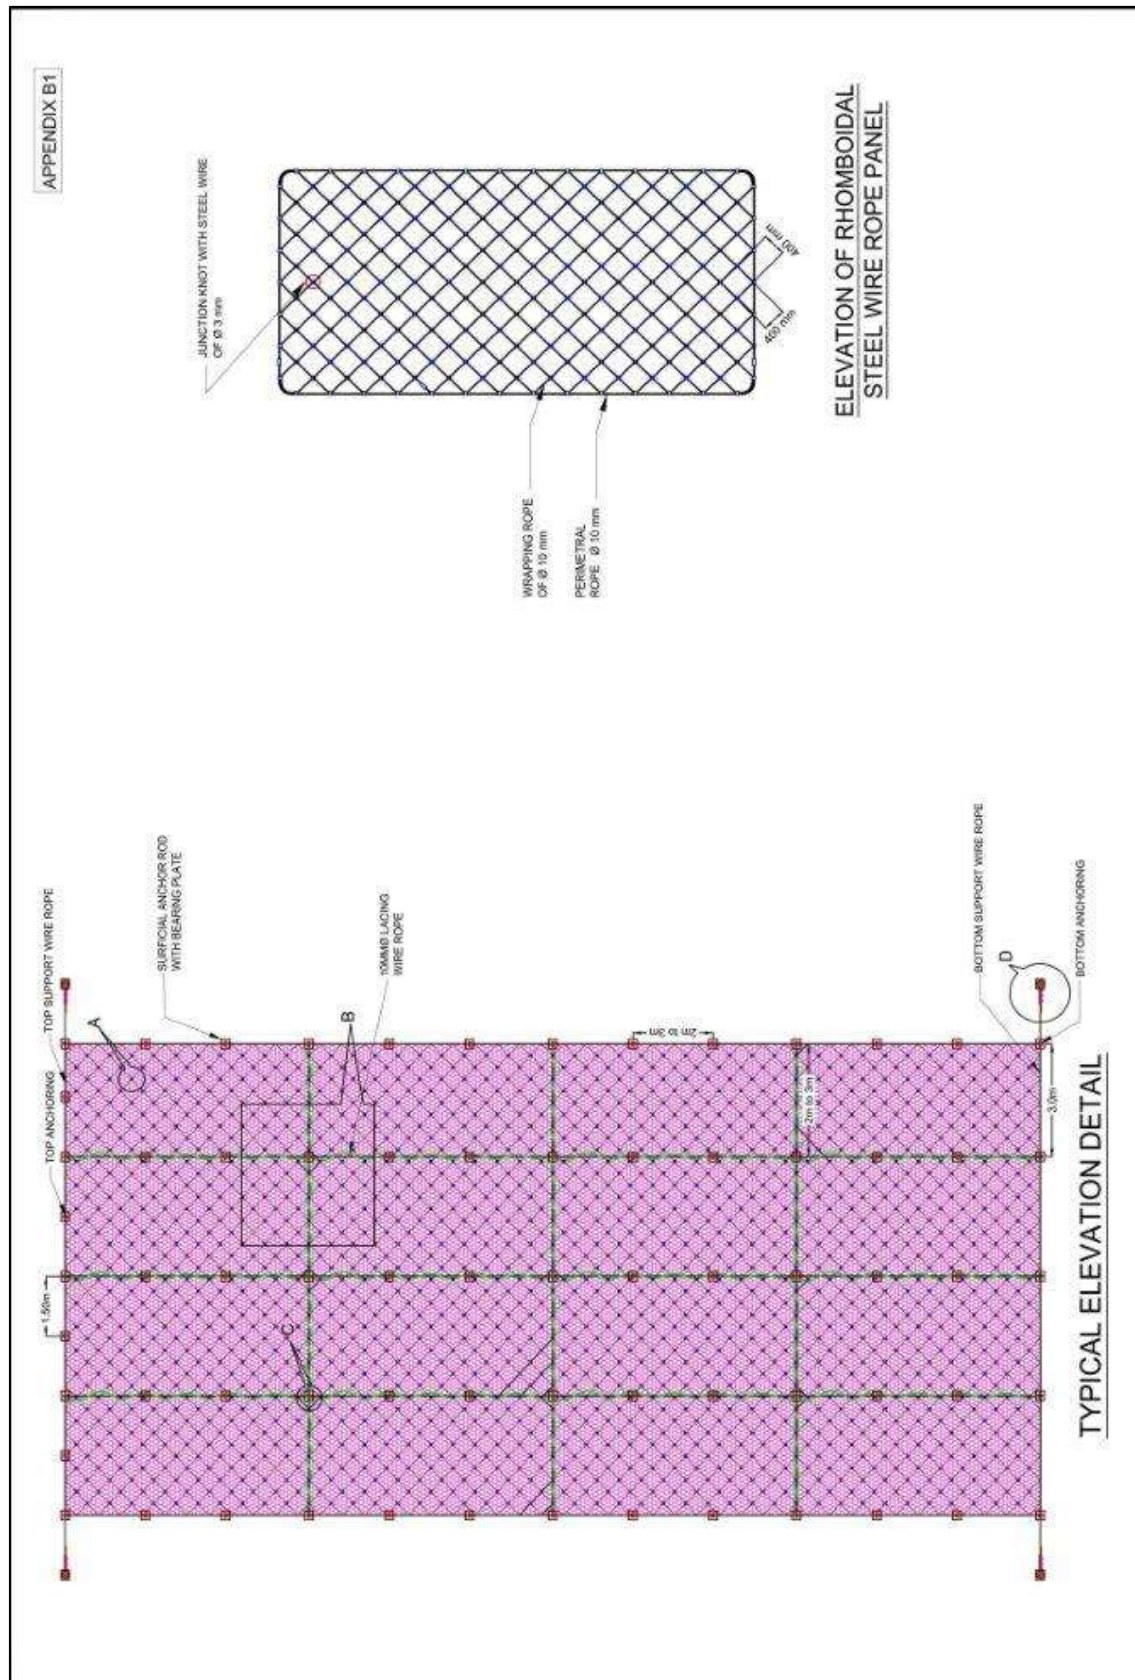 APPENDIX B1
TOP ANCHORING
TOP SUPPORT WIRE ROPE
A
SURFICIAL ANCHOR ROD
WITH BEARING PLATE
1.50m
C
B
10MMØ LACING
WIRE ROPE
2m to 3m
2m to 3m
3.0m
BOTTOM SUPPORT WIRE ROPE
D
BOTTOM ANCHORING
TYPICAL ELEVATION DETAIL
JUNCTION KNOT WITH STEEL WIRE
OF Ø 3 mm
WRAPPING ROPE
OF Ø 10 mm
PERIMETRAL
ROPE Ø 10 mm
400 mm
400 mm
ELEVATION OF RHOMBOIDAL
STEEL WIRE ROPE PANEL